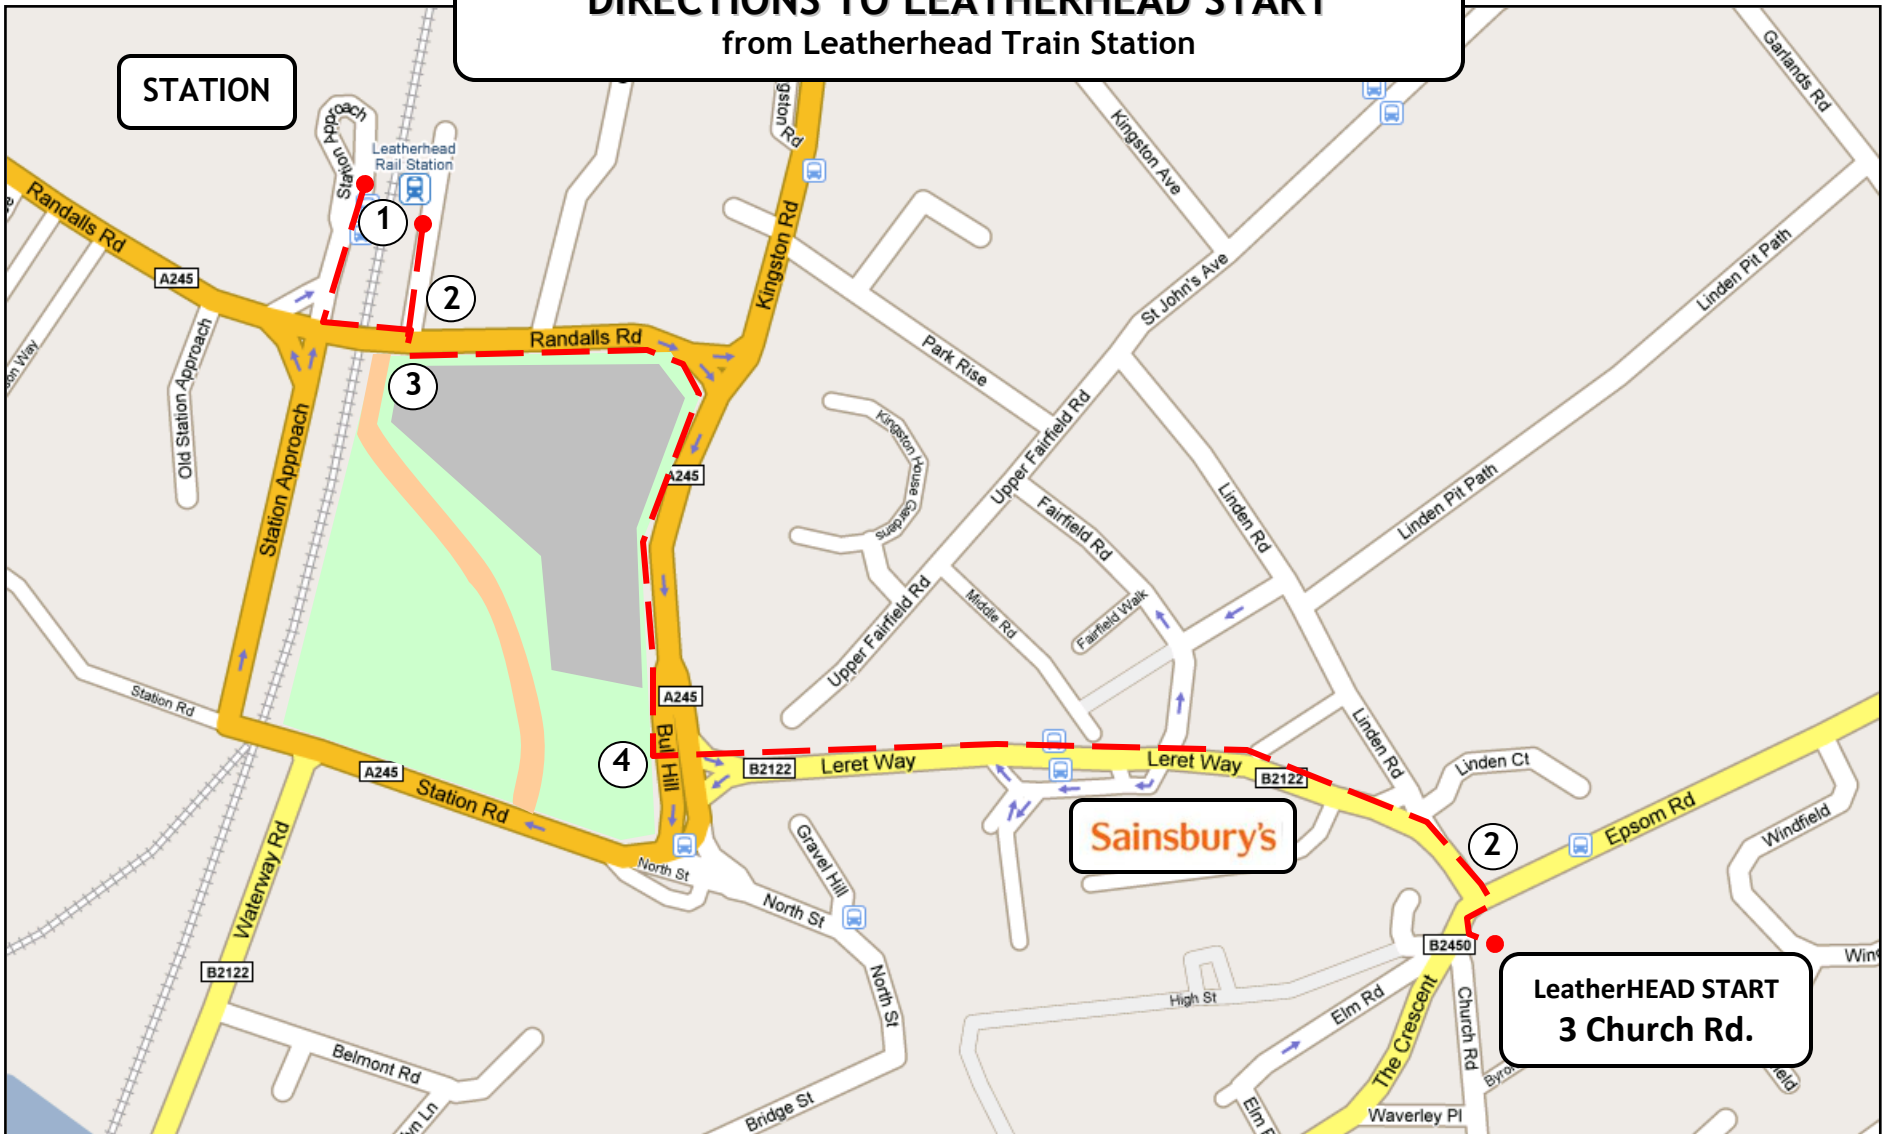 DIRECTIONS TO LEATHERHEAD START
from Leatherhead Train Station
STATION
Station Approach
Leatherhead
Rail Station
1
2
3
4
2
Randalls Rd
A245
Randalls Rd
Old Station Approach
Station Approach
Kingston Rd
Rd
A245
A245
Bull Hill
Kingston Ave
Garlands Rd
St John's Ave
Linden Pit Path
Park Rise
Kingston House Gardens
Upper Fairfield Rd
Linden Rd
Linden Pit Path
Fairfield Rd
Fairfield Walk
Middle Rd
Upper Fairfield Rd
Station Rd
A245
Station Rd
Waterway Rd
B2122
B2122
Leret Way
Leret Way
B2122
Linden Rd
Linden Ct
Epsom Rd
Windfield
Sainsbury's
North St
Gravel Hill
North St
North St
B2450
High St
Elm Rd
The Crescent
Church Rd
LeatherHEAD START
3 Church Rd.
Belmont Rd
Bridge St
Waverley Pl